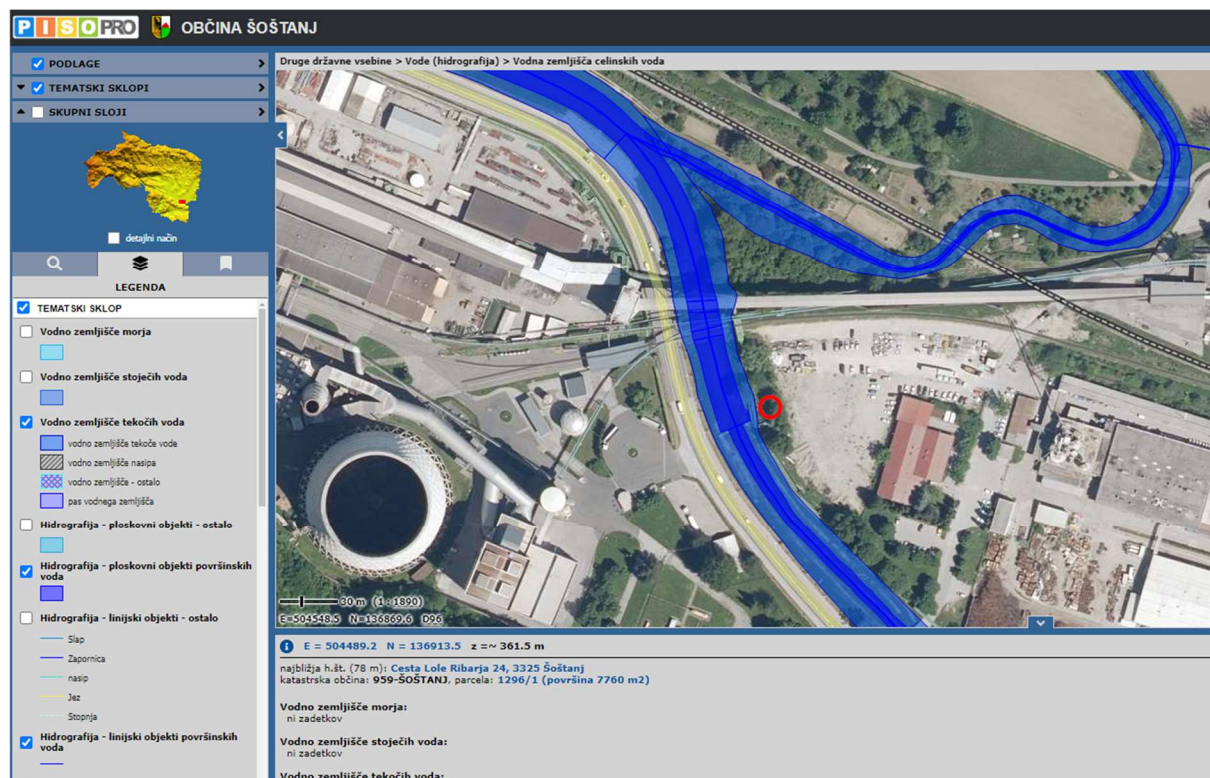 PISO PRO OBČINA ŠOŠTANJ
PODLAGE
TEMATSKI SKLOPI
SKUPNI SLOJI
detajlni način
LEGENDA
TEMATSKI SKLOP
Vodno zemljišče morja
Vodno zemljišče stoječih voda
Vodno zemljišče tekočih voda
vodno zemljišče tekoče vode
vodno zemljišče nasipa
vodno zemljišče - ostalo
pas vodnega zemljišča
Hidrografija - ploskovni objekti - ostalo
Hidrografija - ploskovni objekti površinskih
voda
Hidrografija - linijski objekti - ostalo
Slap
Zapornica
nasip
Jez
Stopnja
Hidrografija - linijski objekti površinskih
voda
Druge državne vsebine > Vode (hidrografija) > Vodna zemljišča celinskih voda
30 m (1 : 1890)
E=504548.5 N=136869.6 D96
E = 504489.2 N = 136913.5 z =~ 361.5 m
najbližja h.št. (78 m): Cesta Lole Ribarja 24, 3325 Šoštanj
katastrska občina: 959-ŠOŠTANJ, parcela: 1296/1 (površina 7760 m2)
Vodno zemljišče morja:
ni zadetkov
Vodno zemljišče stoječih voda:
ni zadetkov
Vodno zemljišče tekočih voda: